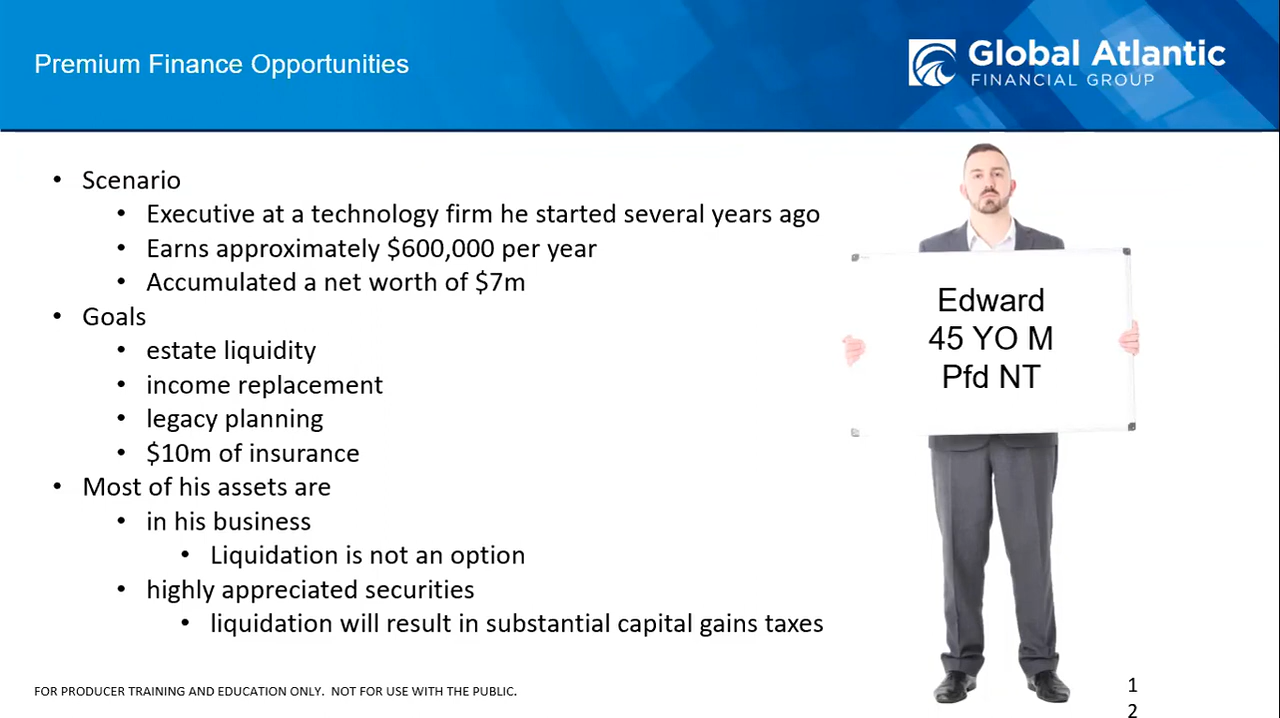 Premium Finance Opportunities
Global Atlantic
FINANCIAL GROUP
• Scenario
• Executive at a technology firm he started several years ago
• Earns approximately $600,000 per year
• Accumulated a net worth of $7m
• Goals
• estate liquidity
• income replacement
• legacy planning
• $10m of insurance
• Most of his assets are
• in his business
• Liquidation is not an option
• highly appreciated securities
• liquidation will result in substantial capital gains taxes
Edward
45 YO M
Pfd NT
FOR PRODUCER TRAINING AND EDUCATION ONLY. NOT FOR USE WITH THE PUBLIC.
1
2